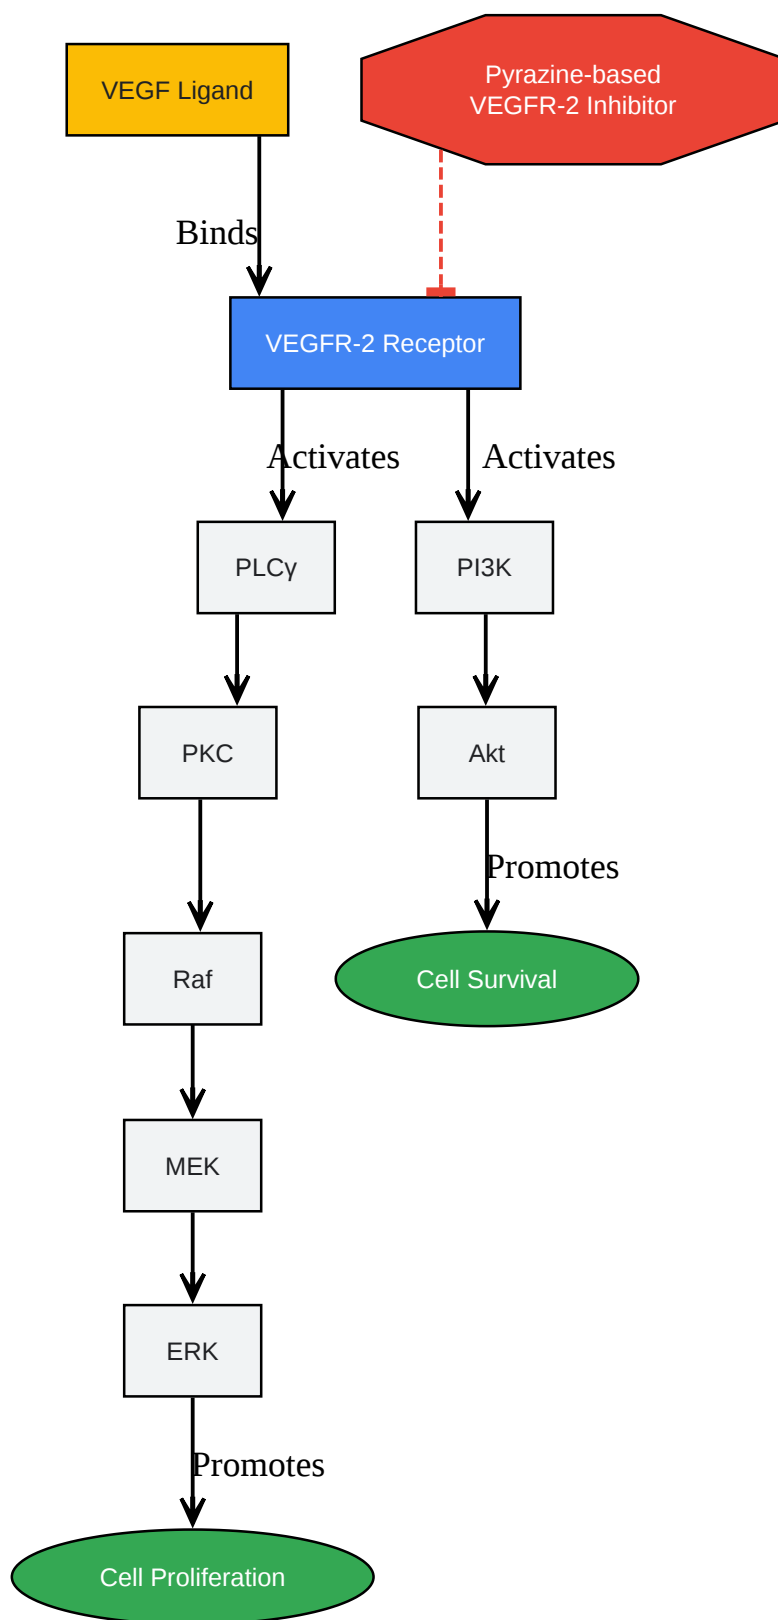 VEGF Ligand
Pyrazine-based
VEGFR-2 Inhibitor
Binds
VEGFR-2 Receptor
Activates
Activates
PLCγ
PI3K
PKC
Akt
Promotes
Raf
Cell Survival
MEK
ERK
Promotes
Cell Proliferation